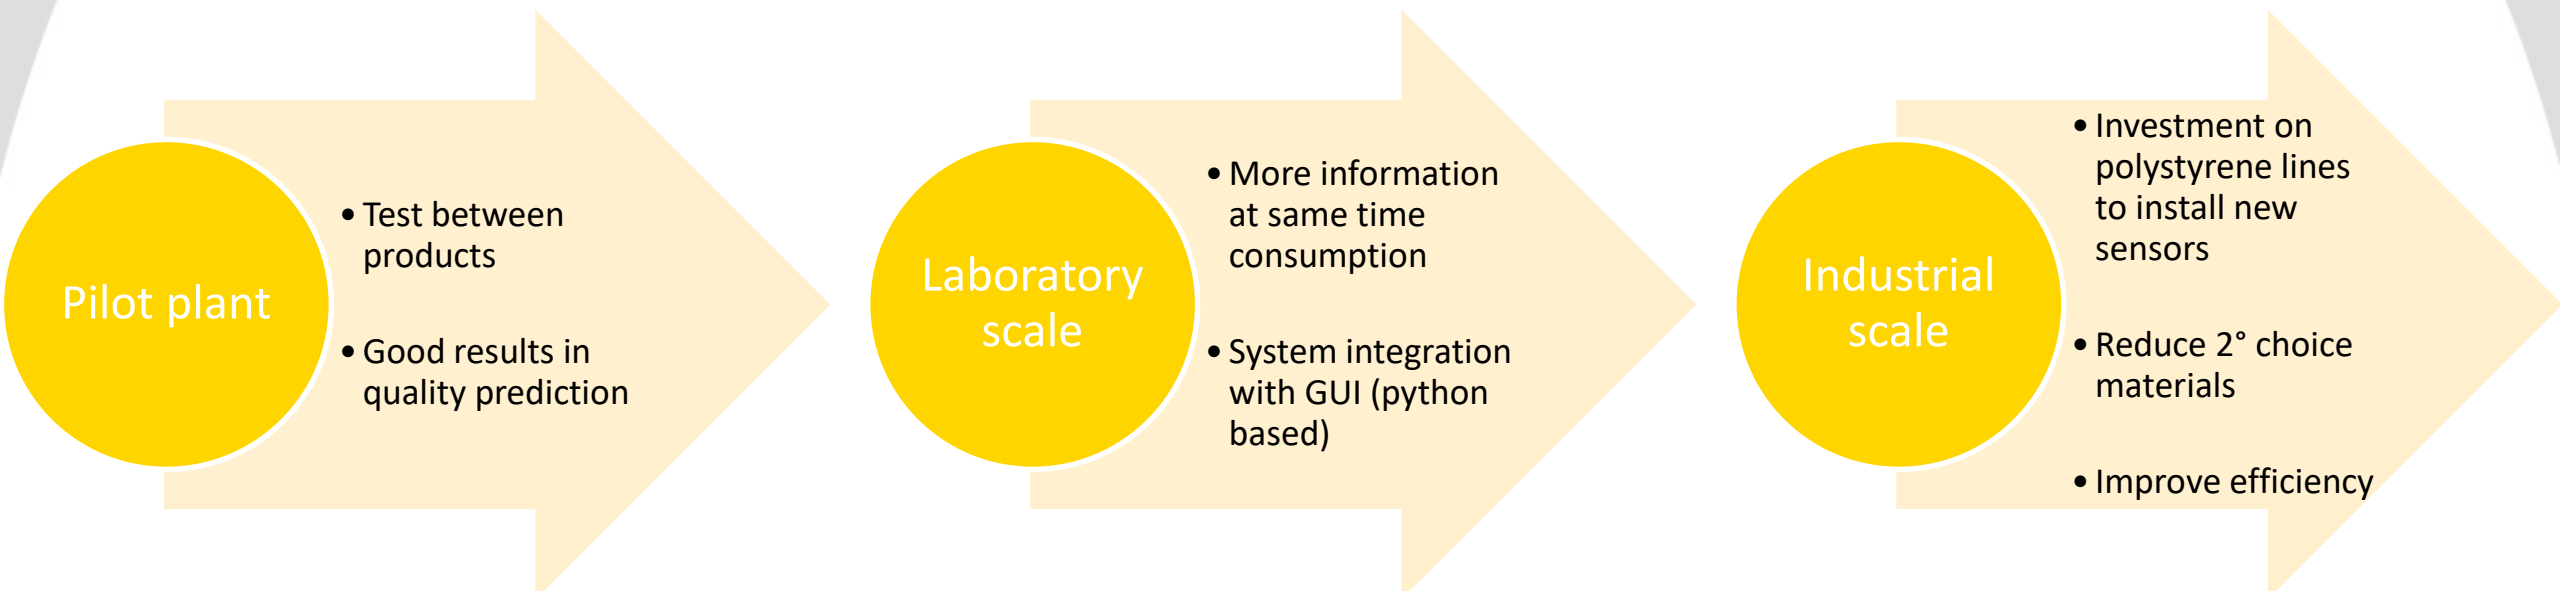 Pilot plant
• Test between
products
• Good results in
quality prediction
Laboratory
scale
• More information
at same time
consumption
• System integration
with GUI (python
based)
Industrial
scale
• Investment on
polystyrene lines
to install new
sensors
• Reduce 2° choice
materials
• Improve efficiency